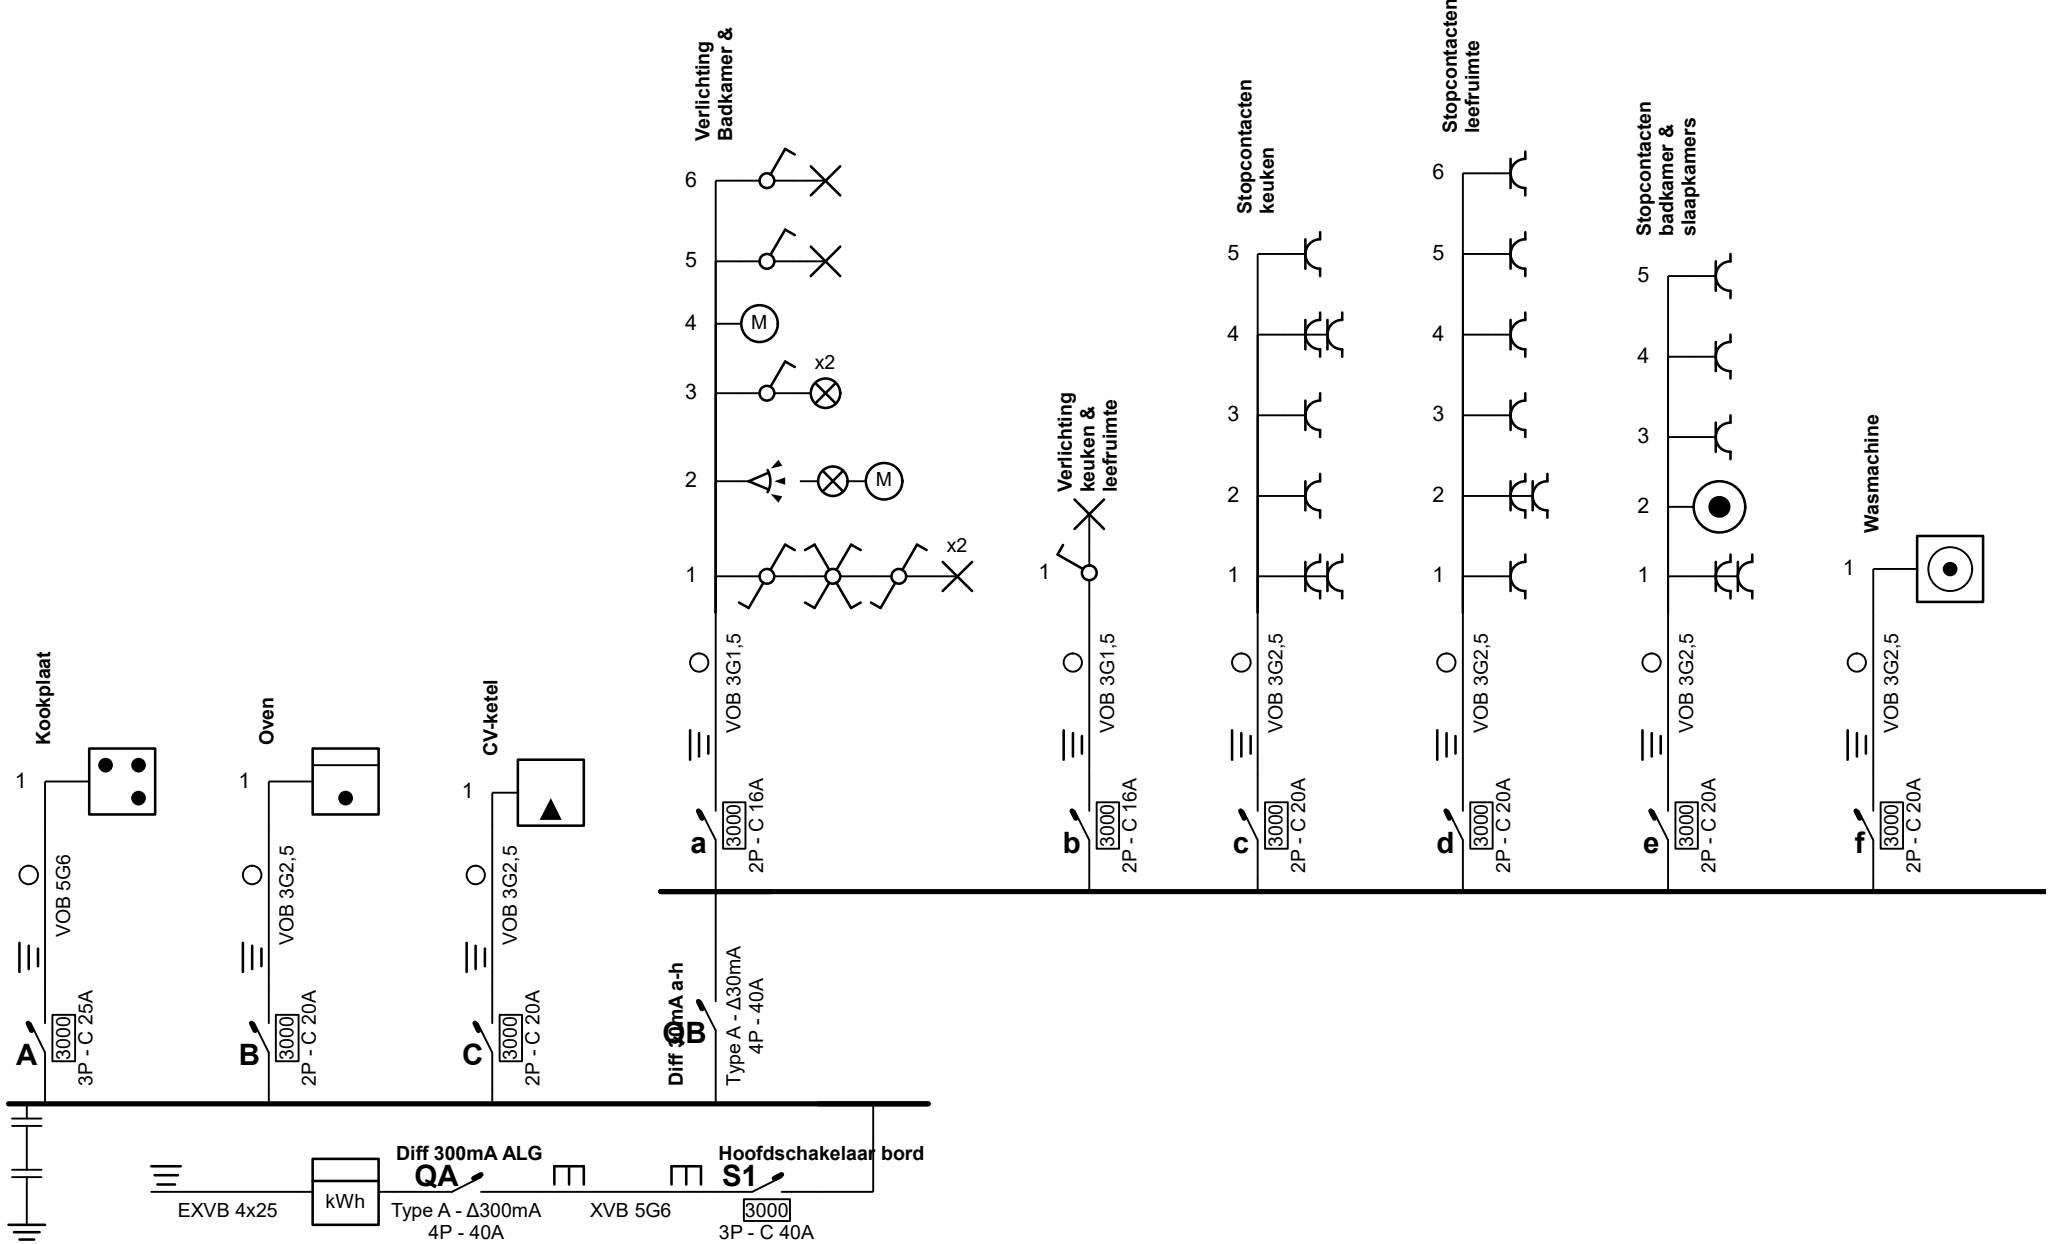 Kookplaat
1
VOB 5G6
A
3000
3P - C 25A
Oven
1
VOB 3G2,5
B
3000
2P - C 20A
CV-ketel
1
VOB 3G2,5
C
3000
2P - C 20A
Verlichting
Badkamer &
6
5
4
M
3
x2
2
M
1
x2
VOB 3G1,5
a
3000
2P - C 16A
Verlichting
keuken &
leefruimte
1
VOB 3G1,5
b
3000
2P - C 16A
Stopcontacten
keuken
5
4
3
2
1
VOB 3G2,5
c
3000
2P - C 20A
Stopcontacten
leefruimte
6
5
4
3
2
1
VOB 3G2,5
d
3000
2P - C 20A
Stopcontacten
badkamer &
slaapkamers
5
4
3
2
1
VOB 3G2,5
e
3000
2P - C 20A
Wasmachine
1
VOB 3G2,5
f
3000
2P - C 20A
Diff 30mA a-h
QB
Type A - Δ30mA
4P - 40A
EXVB 4x25
kWh
Diff 300mA ALG
QA
Type A - Δ300mA
4P - 40A
XVB 5G6
Hoofdschakelaar bord
S1
3000
3P - C 40A